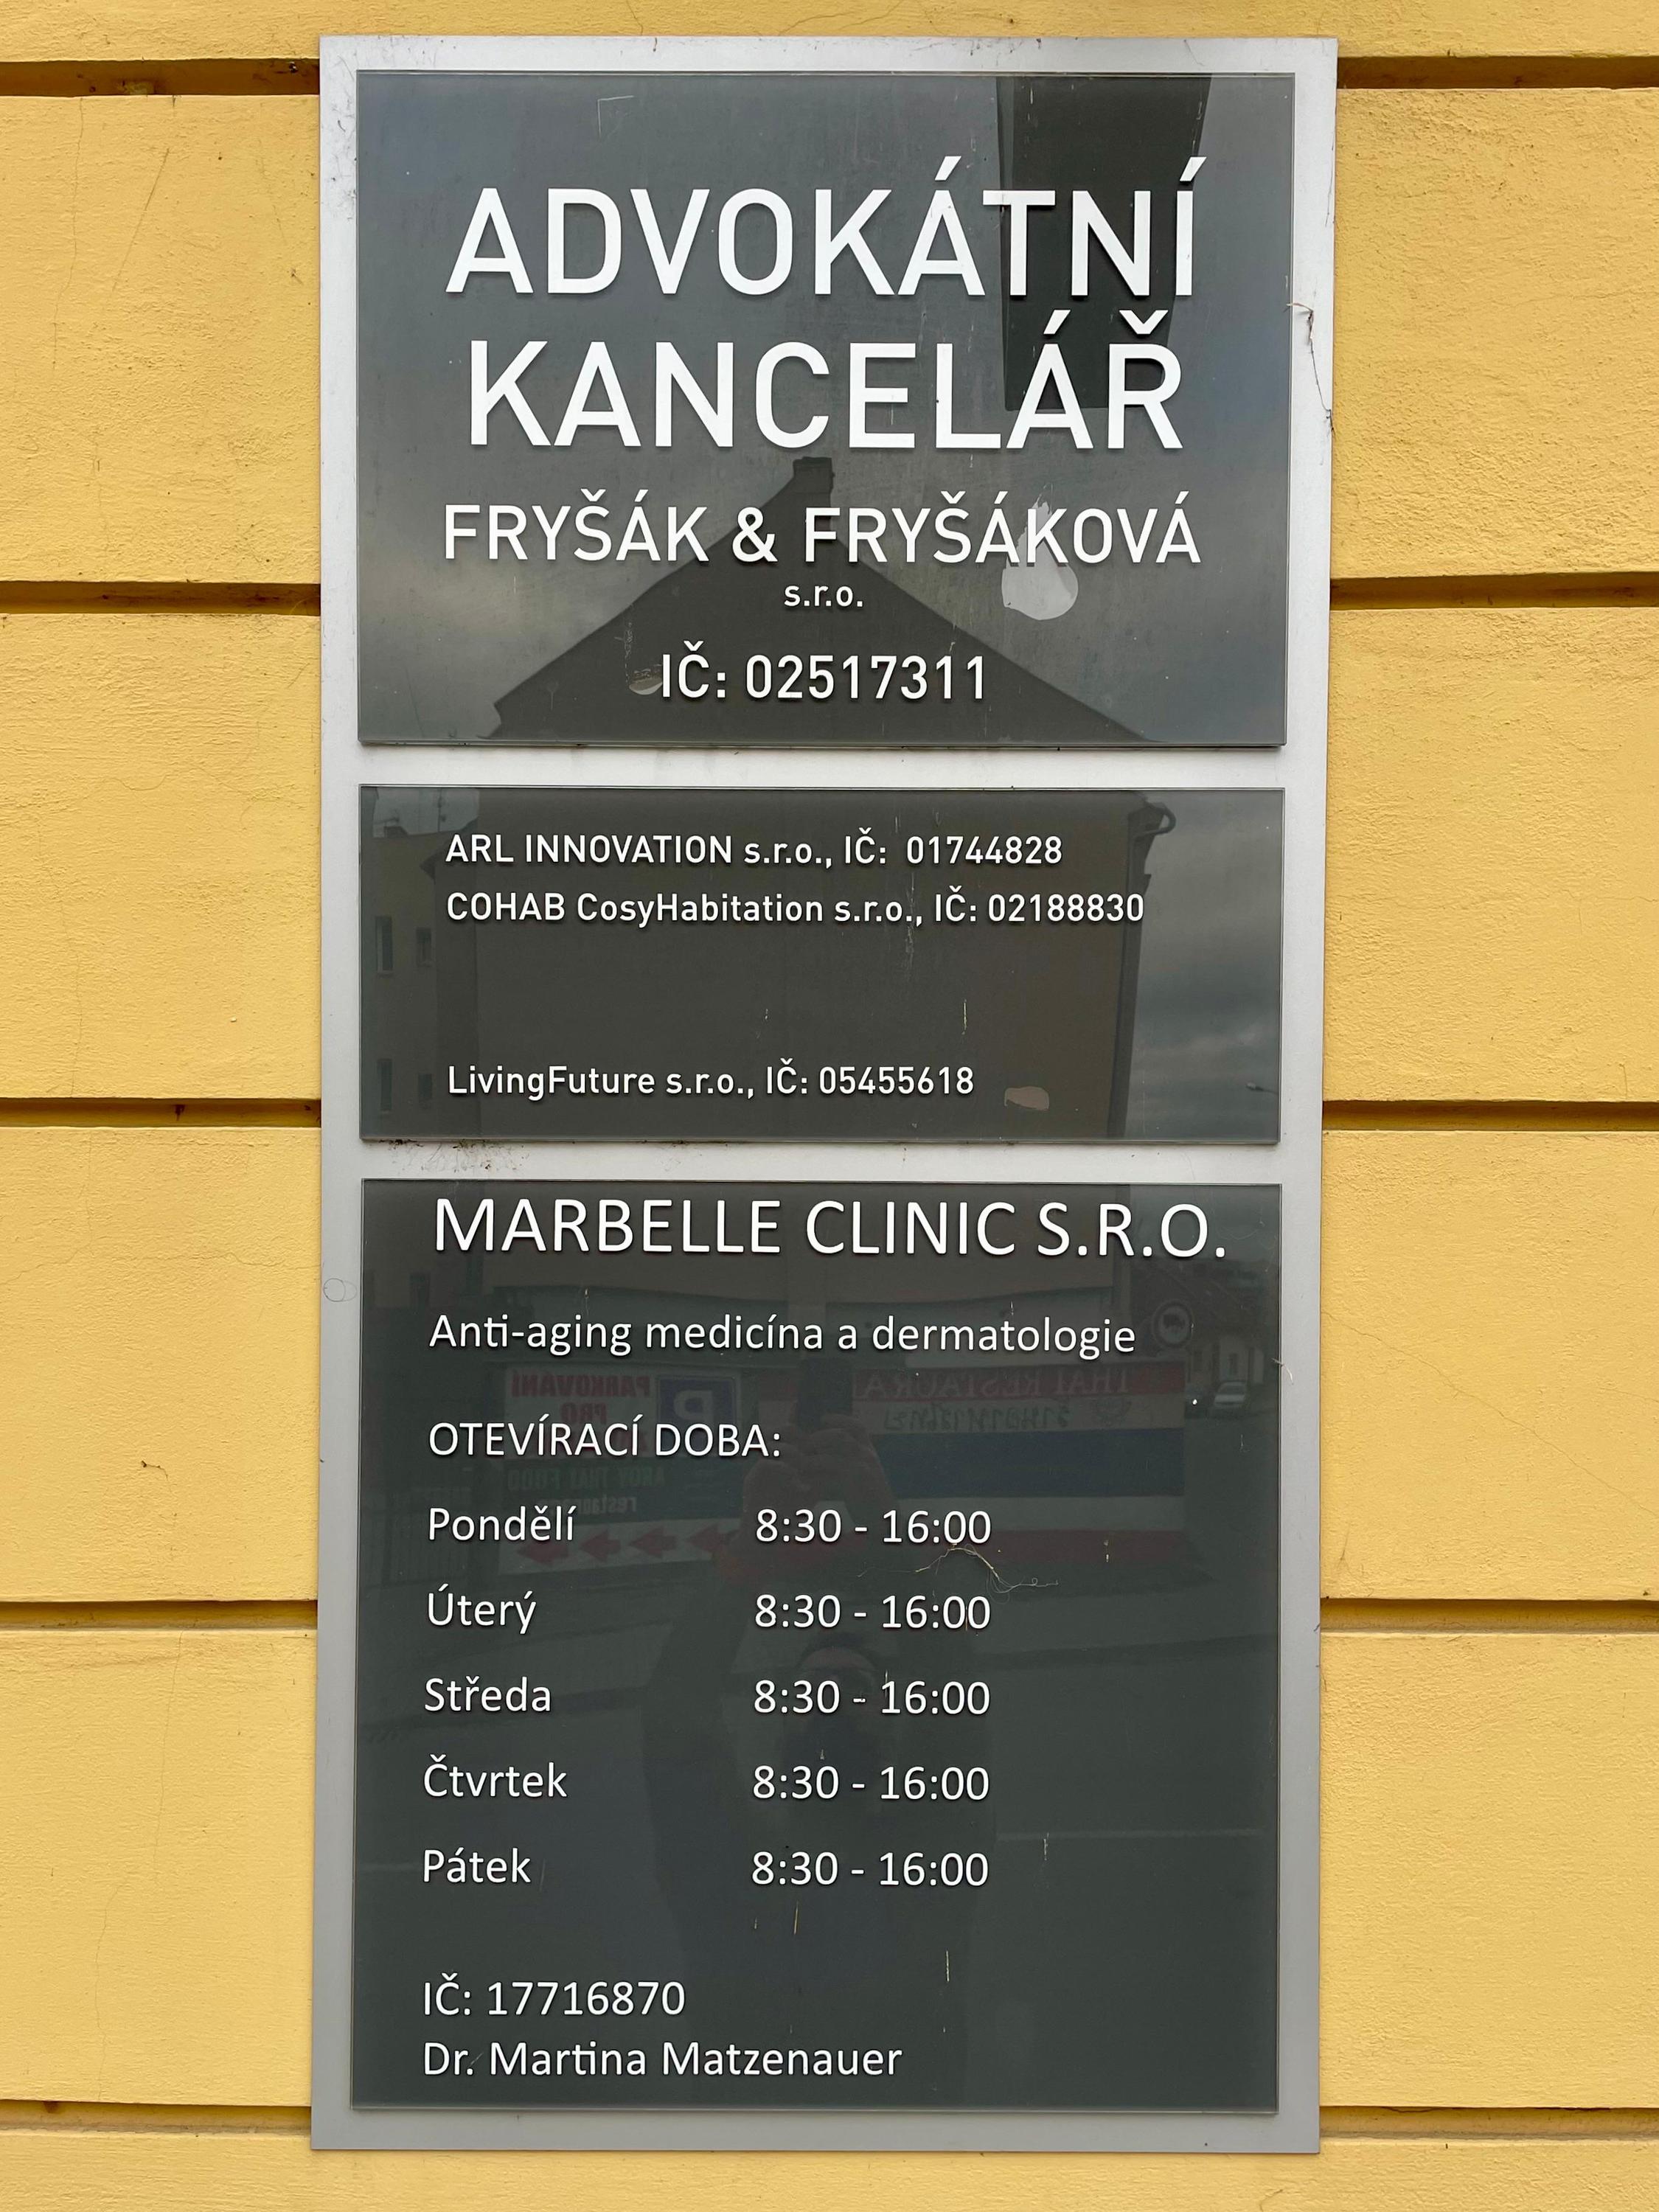 ADVOKÁTNÍ
KANCELÁŘ
FRYŠÁK & FRYŠÁKOVÁ
s.r.o.
IČ: 02517311
ARL INNOVATION s.r.o., IČ: 01744828
COHAB CosyHabitation s.r.o., IČ: 02188830
LivingFuture s.r.o., IČ: 05455618
MARBELLE CLINIC S.R.O.
Anti-aging medicína a dermatologie
OTEVÍRACÍ DOBA:
Pondělí 8:30 - 16:00
Úterý 8:30 - 16:00
Středa 8:30 - 16:00
Čtvrtek 8:30 - 16:00
Pátek 8:30 - 16:00
IČ: 17716870
Dr. Martina Matzenauer